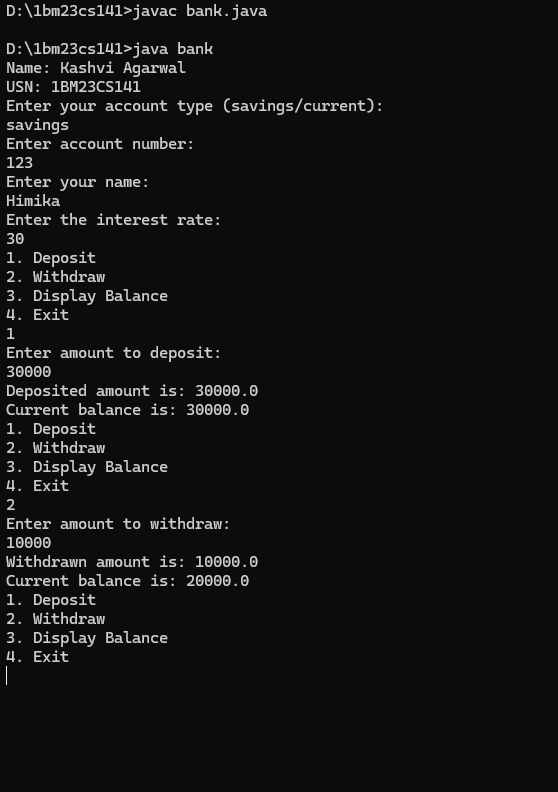 D:\1bm23cs141>javac bank.java
D:\1bm23cs141>java bank
Name: Kashvi Agarwal
USN: 1BM23CS141
Enter your account type (savings/current):
savings
Enter account number:
123
Enter your name:
Himika
Enter the interest rate:
30
1. Deposit
2. Withdraw
3. Display Balance
4. Exit
1
Enter amount to deposit:
30000
Deposited amount is: 30000.0
Current balance is: 30000.0
1. Deposit
2. Withdraw
3. Display Balance
4. Exit
2
Enter amount to withdraw:
10000
Withdrawn amount is: 10000.0
Current balance is: 20000.0
1. Deposit
2. Withdraw
3. Display Balance
4. Exit